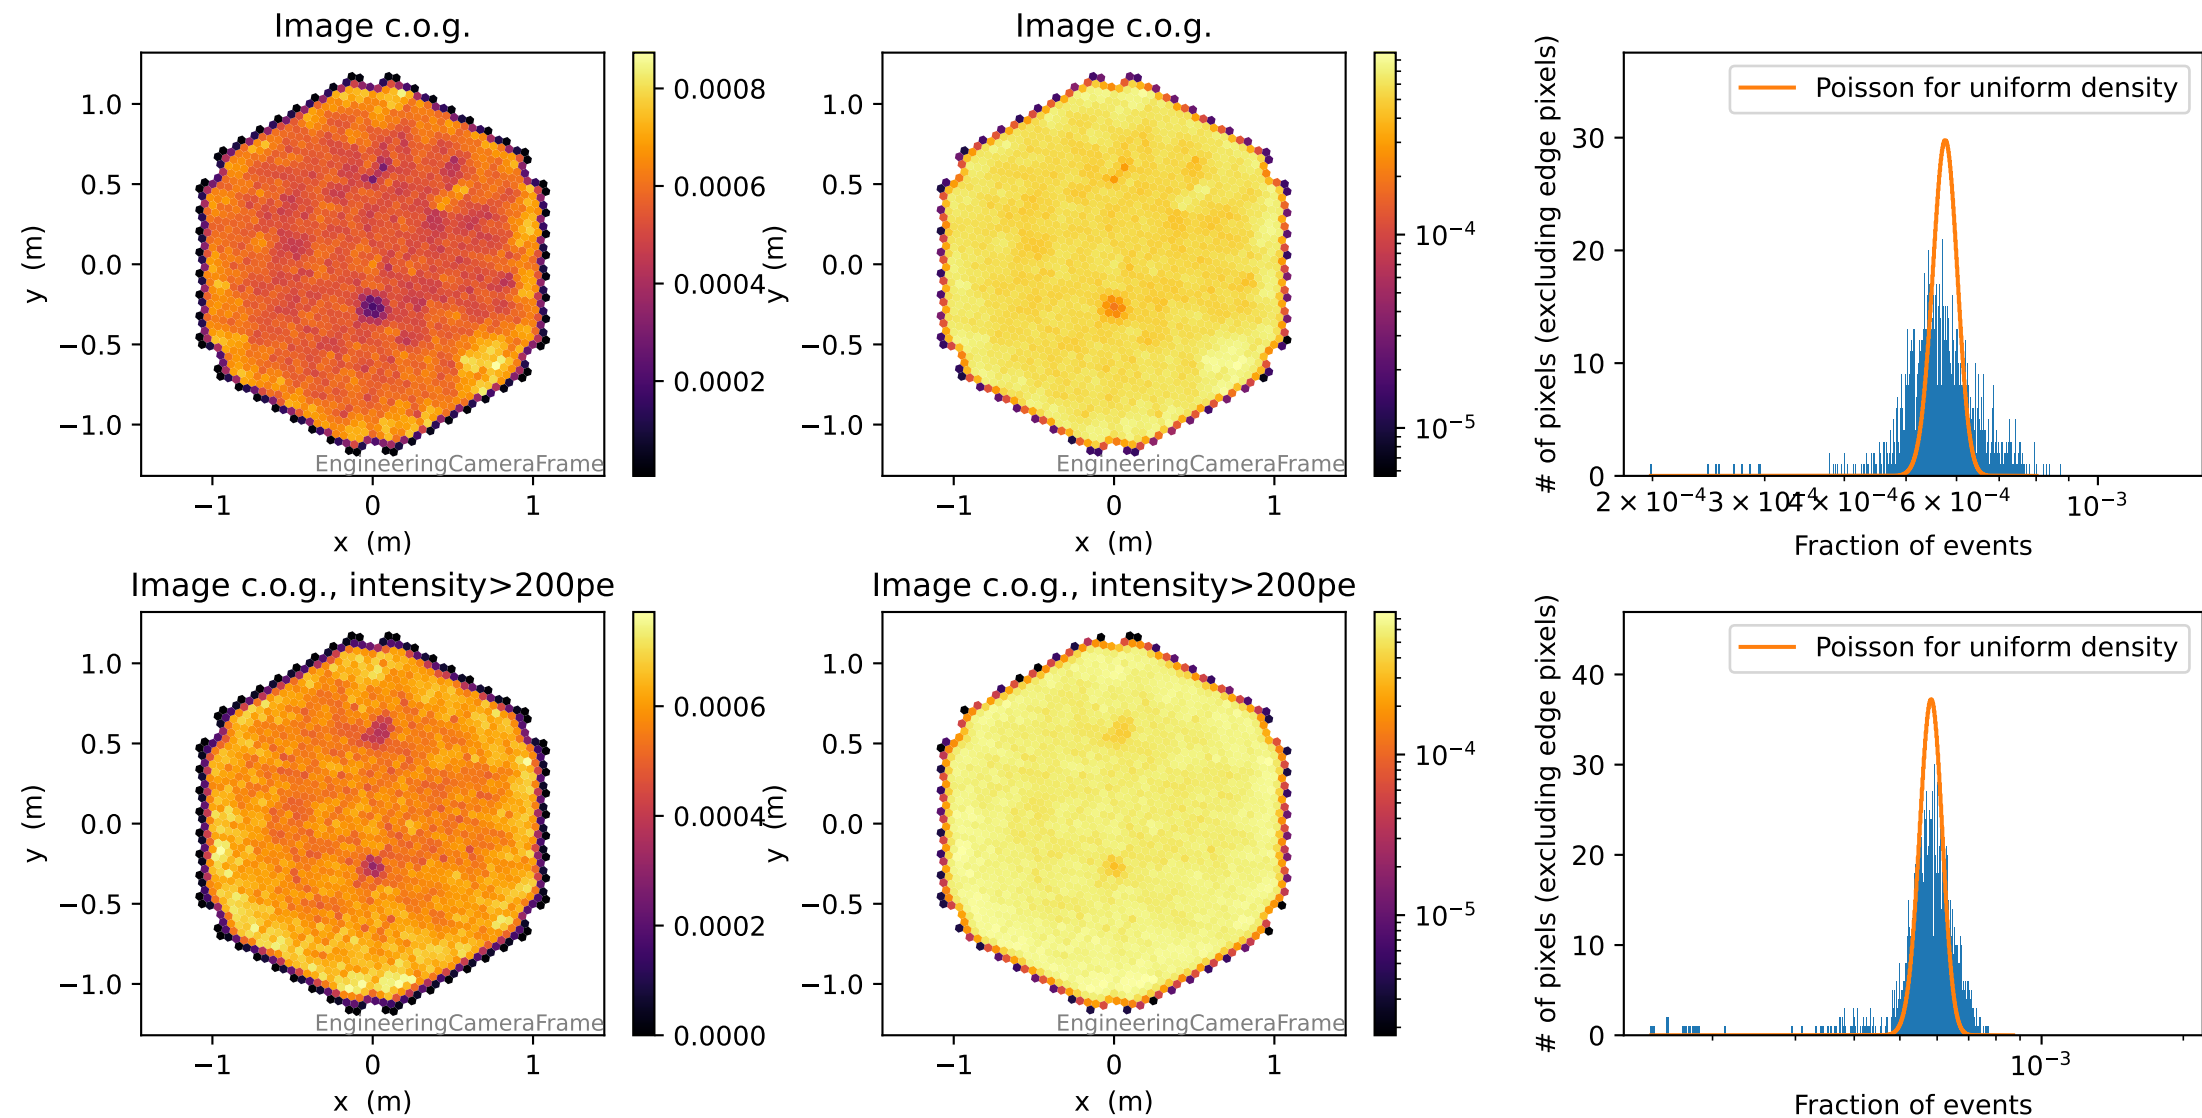 Image c.o.g.
Image c.o.g.
1.0
0.5
0.0
−0.5
−1.0
y (m)
−1
0
1
x (m)
EngineeringCameraFrame
0.0008
0.0006
0.0004
0.0002
1.0
0.5
0.0
−0.5
−1.0
y (m)
−1
0
1
x (m)
EngineeringCameraFrame
10⁻⁴
10⁻⁵
# of pixels (excluding edge pixels)
30
20
10
0
Poisson for uniform density
2 × 10⁻⁴
3 × 10⁻⁴
4 × 10⁻⁴
6 × 10⁻⁴
10⁻³
Fraction of events
Image c.o.g., intensity>200pe
Image c.o.g., intensity>200pe
1.0
0.5
0.0
−0.5
−1.0
y (m)
−1
0
1
x (m)
EngineeringCameraFrame
0.0006
0.0004
0.0002
0.0000
1.0
0.5
0.0
−0.5
−1.0
y (m)
−1
0
1
x (m)
EngineeringCameraFrame
10⁻⁴
10⁻⁵
# of pixels (excluding edge pixels)
40
30
20
10
0
Poisson for uniform density
10⁻³
Fraction of events